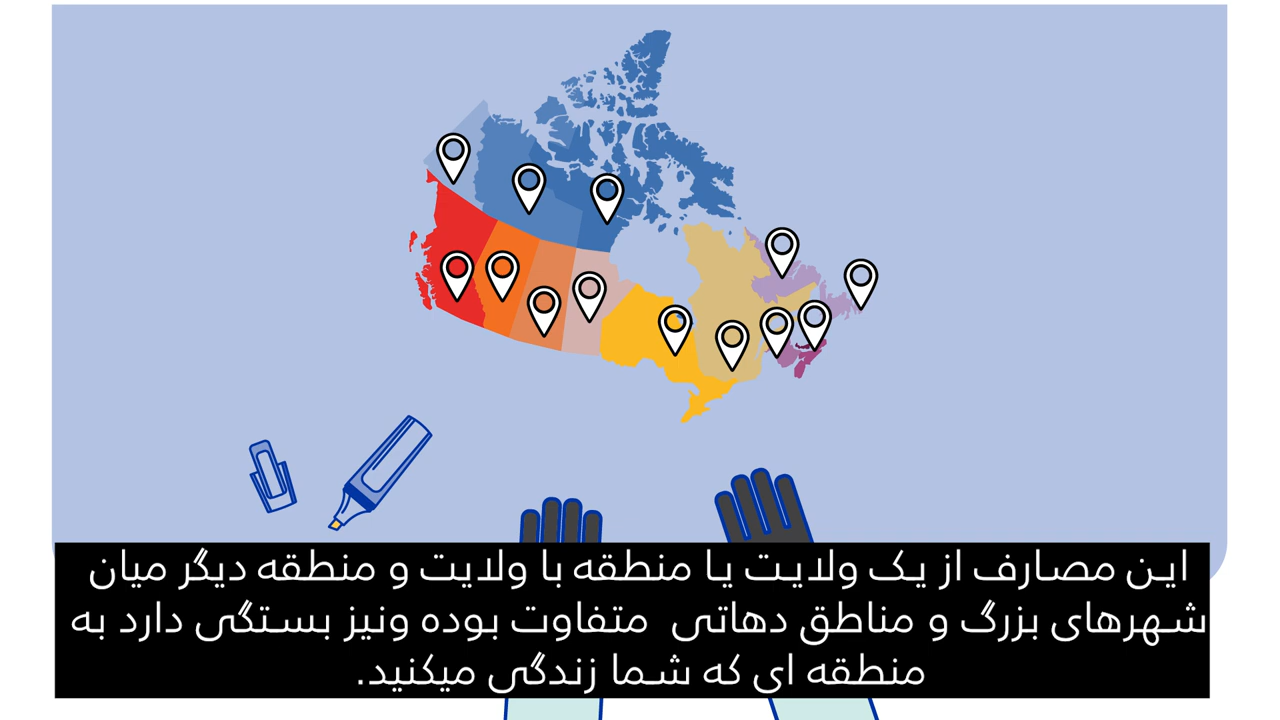 این مصارف از یک ولایت یا منطقه با ولایت و منطقه دیگر میان
شهرهای بزرگ و مناطق دهاتی متفاوت بوده ونیز بستگی دارد به
منطقه ای که شما زندگی میکنید.